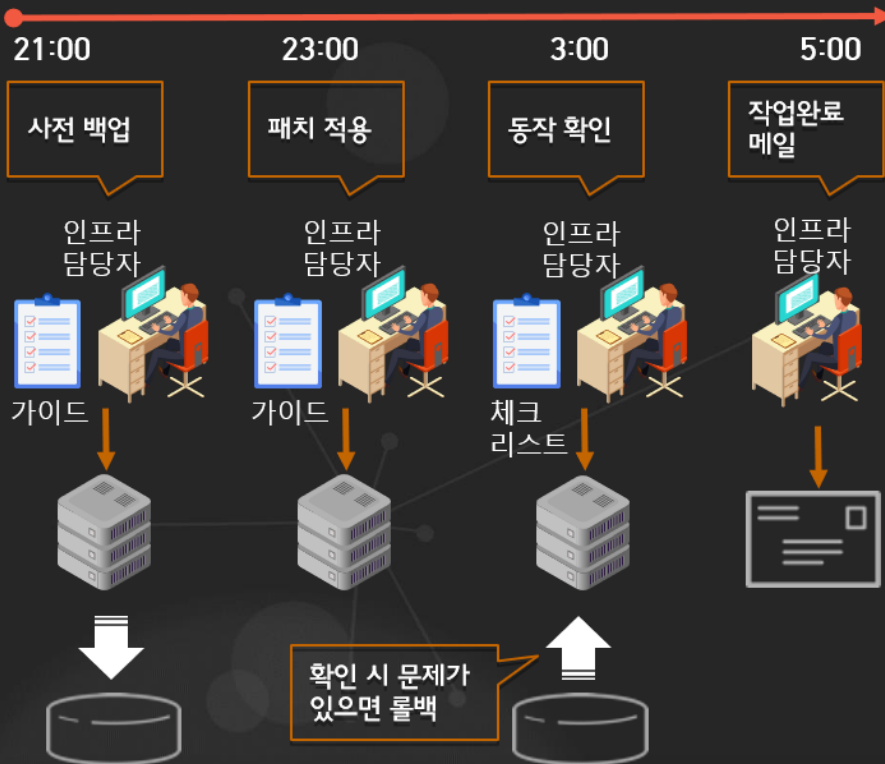 21:00
23:00
3:00
5:00
사전 백업
패치 적용
동작 확인
작업완료
메일
인프라
담당자
인프라
담당자
인프라
담당자
인프라
담당자
가이드
가이드
체크
리스트
확인 시 문제가
있으면 롤백